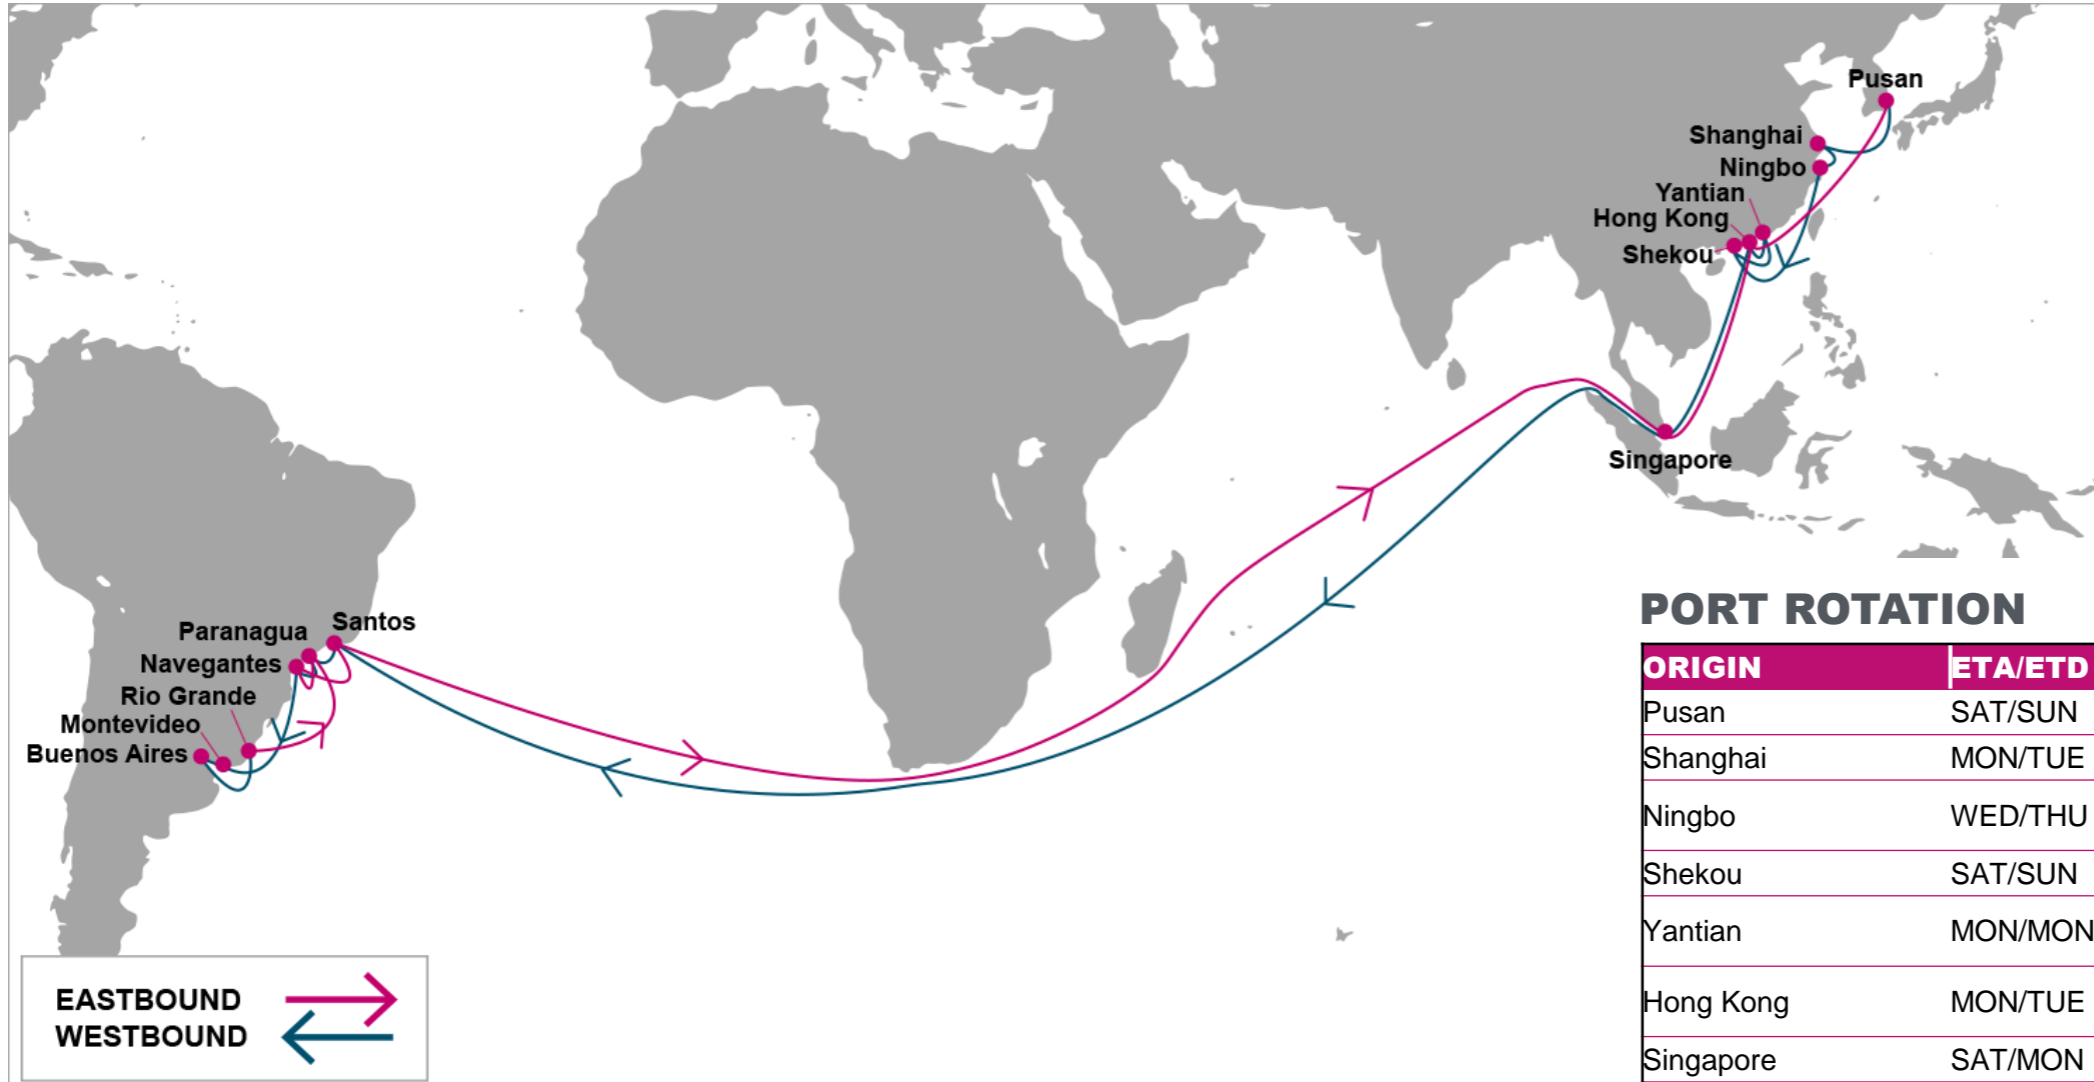 Pusan
Shanghai
Ningbo
Yantian
Hong Kong
Shekou
Singapore
Santos
Paranagua
Navegantes
Rio Grande
Montevideo
Buenos Aires
EASTBOUND
WESTBOUND
PORT ROTATION
ORIGIN ETA/ETD
Pusan SAT/SUN
Shanghai MON/TUE
Ningbo WED/THU
Shekou SAT/SUN
Yantian MON/MON
Hong Kong MON/TUE
Singapore SAT/MON